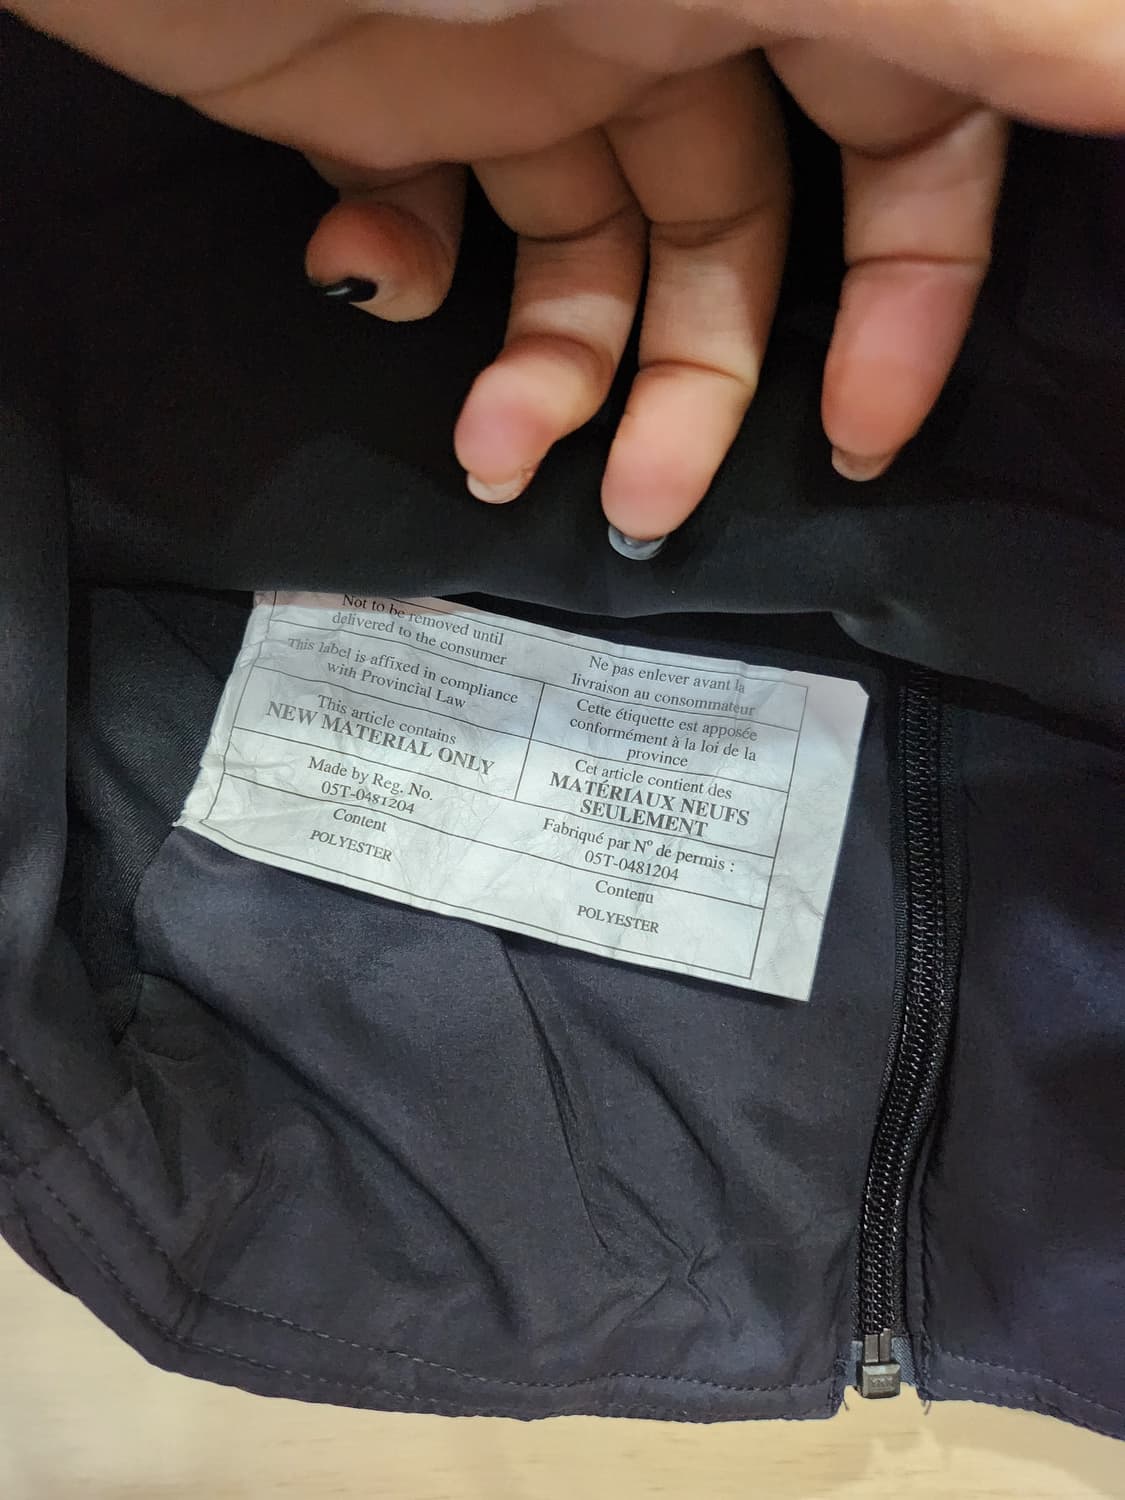 Not to be removed until
delivered to the consumer
This label is affixed in compliance
with Provincial Law
This article contains
NEW MATERIAL ONLY
Made by Reg. No.
05T-0481204
Content
POLYESTER
Ne pas enlever avant la
livraison au consommateur
Cette étiquette est apposée
conformément à la loi de la
province
Cet article contient des
MATÉRIAUX NEUFS
SEULEMENT
Fabriqué par N° de permis :
05T-0481204
Contenu
POLYESTER